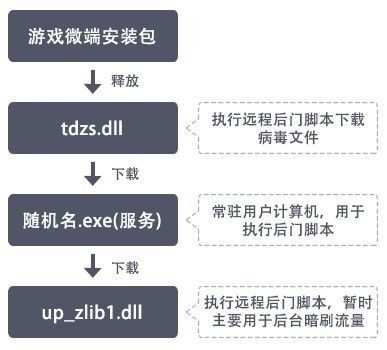 游戏微端安装包
释放
tdzs.dll
执行远程后门脚本下载
病毒文件
下载
随机名.exe(服务)
常驻用户计算机，用于
执行后门脚本
下载
up_zlib1.dll
执行远程后门脚本，暂时
主要用于后台暗刷流量